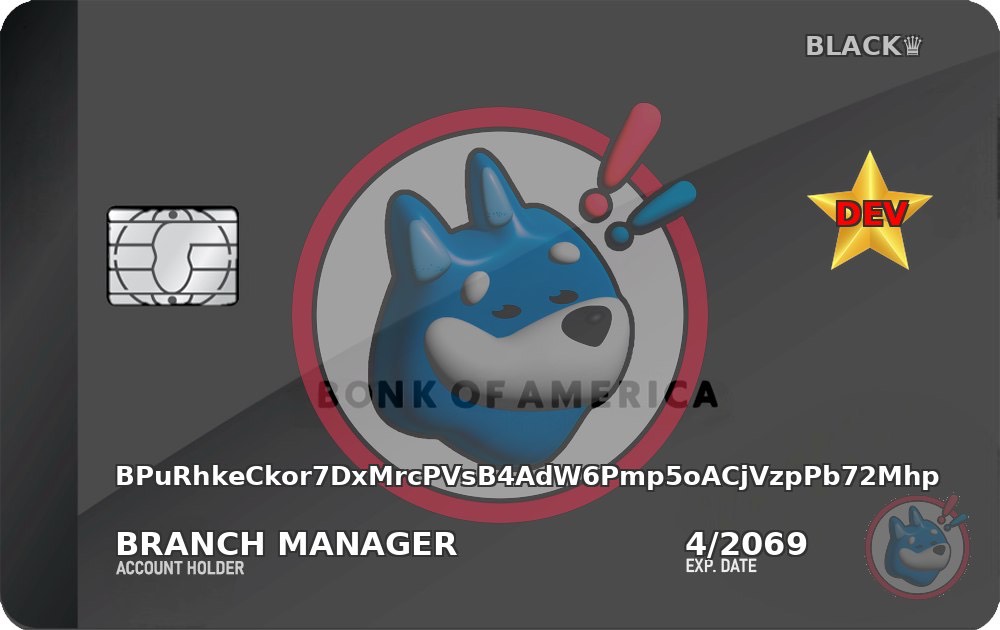 BLACK♛
DEV
BONK OF AMERICA
BPuRhkeCkor7DxMrcPVsB4AdW6Pmp5oACjVzpPb72Mhp
BRANCH MANAGER
4/2069
ACCOUNT HOLDER
EXP. DATE